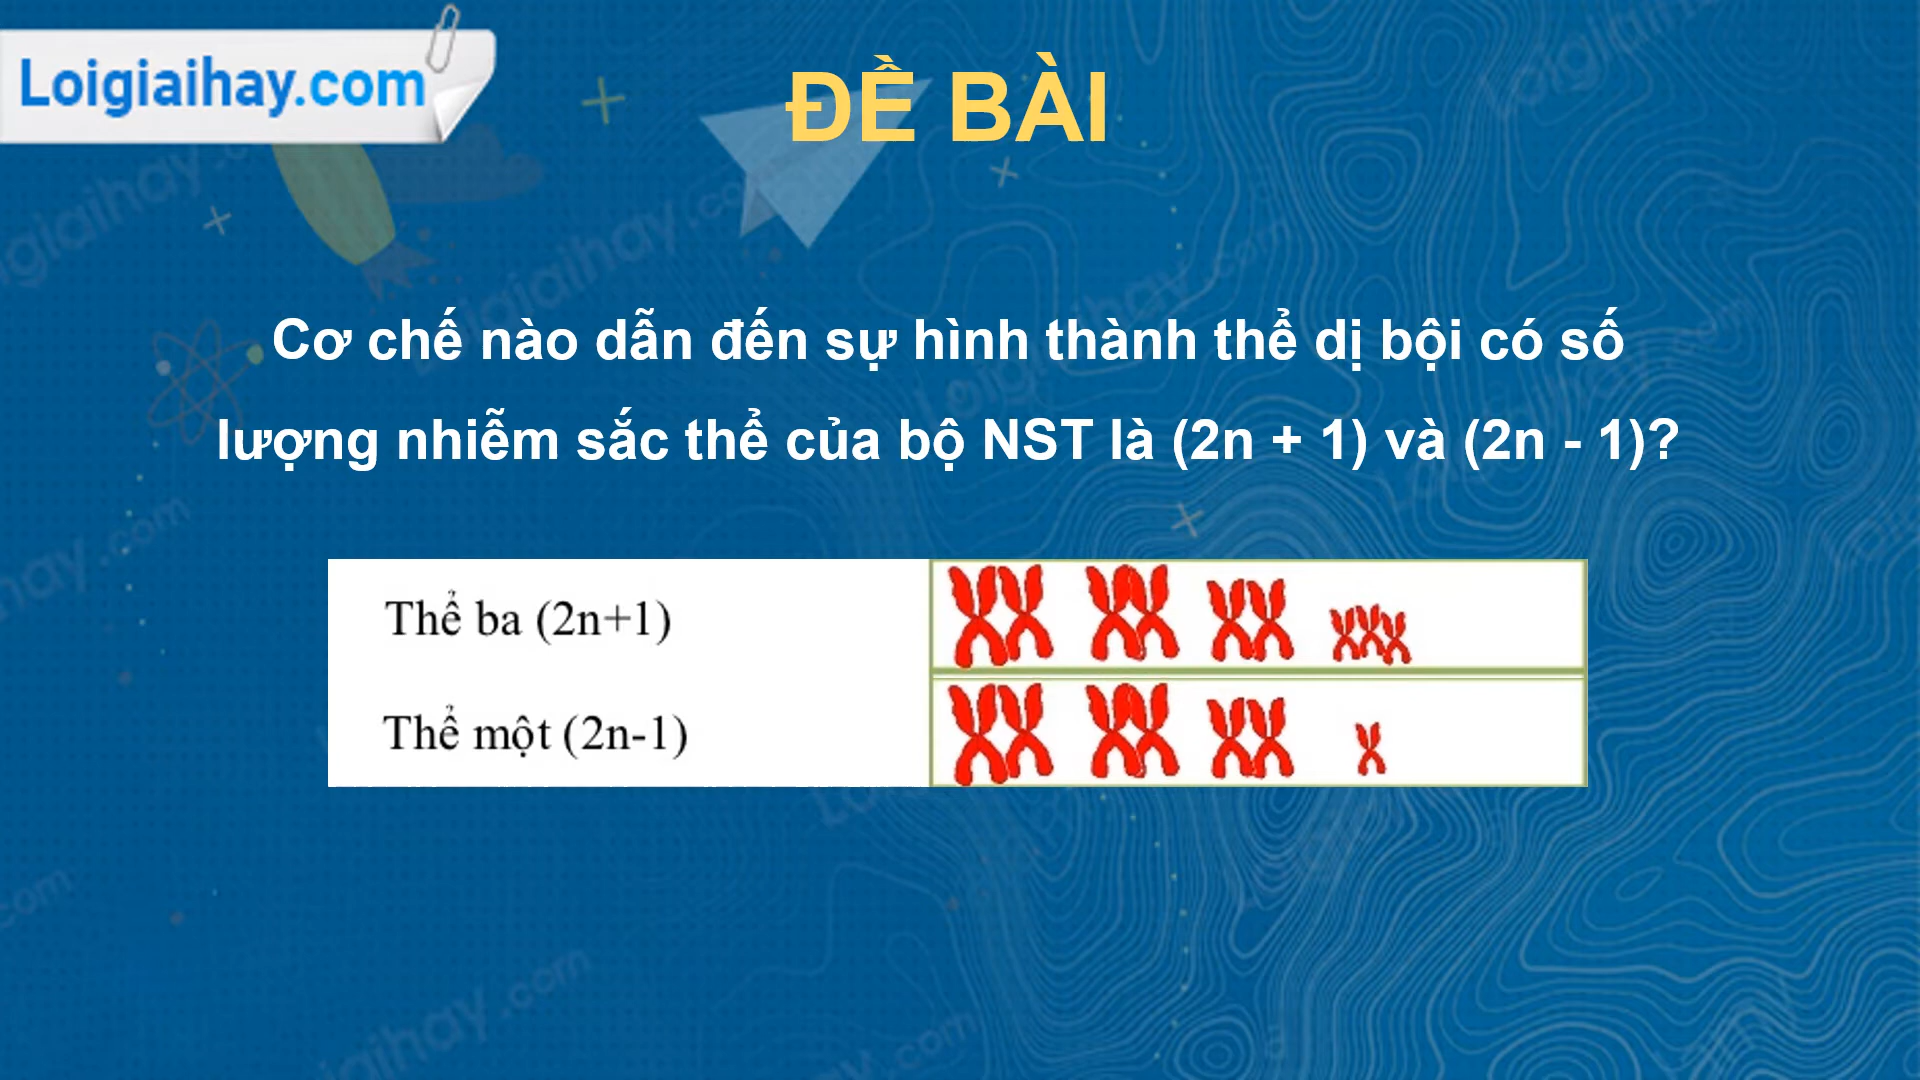 Loigiaihay.com
ĐỀ BÀI
Cơ chế nào dẫn đến sự hình thành thể dị bội có số
lượng nhiễm sắc thể của bộ NST là (2n + 1) và (2n - 1)?
Thể ba (2n+1)
Thể một (2n-1)